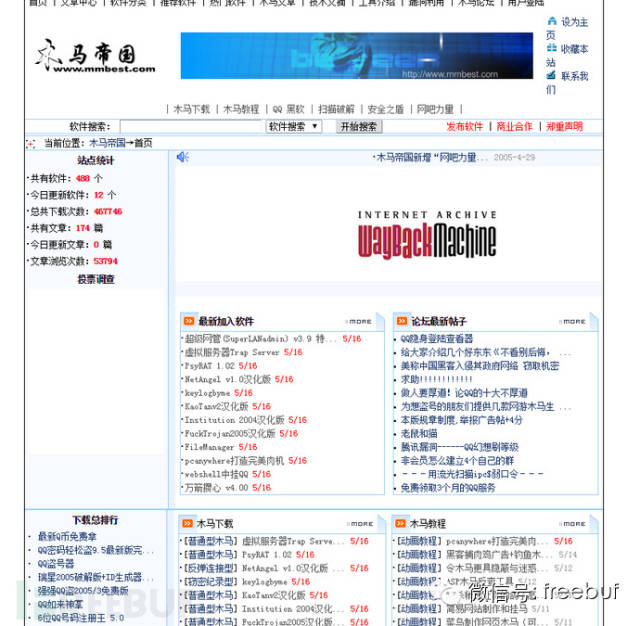 首页 | 文章中心 | 软件分类 | 推荐软件 | 热门软件 | 木马文章 | 技术文摘 | 工具介绍 | 漏洞利用 | 木马论坛 | 用户登陆
木马帝国
www.mmbest.com
http://www.mmbest.com
设为主页
收藏本站
联系我们
| 木马下载 | 木马教程 | QQ 黑软 | 扫描破解 | 安全之盾 | 网吧力量 |
软件搜索: 软件搜索 开始搜索 发布软件 | 商业合作 | 郑重声明
当前位置: 木马帝国→首页
站点统计
·共有软件: 488 个
·今日更新软件: 12 个
·总共下载次数: 467746
·共有文章: 174 篇
·今日更新文章: 0 篇
·文章浏览次数: 53794
投票调查
·木马帝国新增“网吧力量... 2005-4-29
INTERNET ARCHIVE
WayBackMachine
最新加入软件 MORE
·超级网管(SuperLANadmin) v3.9 特... 5/16
·虚拟服务器Trap Server 5/16
·PsyRAT 1.02 5/16
·NetAngel v1.0汉化版 5/16
·keylogbyme 5/16
·KaoTanv2汉化版 5/16
·Institution 2004汉化版 5/16
·FuckTrojan2005汉化版 5/16
·FileManager 5/16
·pcanywhere打造完美肉机 5/16
·webshell中挂QQ 5/16
·万箭撮心 v4.00 5/16
论坛最新帖子 MORE
QQ隐身登陆查看器
给大家介绍几个好东东《不看别后悔, ...
美称中国黑客入侵其政府网络 窃取机密
求助!!!!!!!!!!!!
做人要厚道! 论QQ的十大不厚道
为想盗号的朋友们提供几款网游木马生 ...
本版规章制度,举报广告帖+4分
老鼠和猫
腾讯漏洞------QQ幻想刷等级
非会员怎么建立4个自己的群
- - - 用流光扫描ipc$弱口令- - -
免费领取3个月的QQ服务
下载总排行
最新Q币免费拿
QQ密码轻松盗9.5最新版完...
QQ盗号器
瑞星2005破解版+ID生成器...
强强盗QQ2005/3免费版
QQ如来神掌
6位QQ号码注册王 5.0
木马下载 MORE
·[普通型木马] 虚拟服务器Trap Serve... 5/16
·[普通型木马] PsyRAT 1.02 5/16
·[反弹连接型] NetAngel v1.0汉化版 5/16
·[窃密纪录型] keylogbyme 5/16
·[普通型木马] KaoTanv2汉化版 5/16
·[普通型木马] Institution 2004汉... 5/16
·[普通型木马] FuckTrojan2005汉化版 5/16
木马教程 MORE
·[动画教程] pcanywhere打造完美肉... 5/16
·[动画教程] 黑客捕肉鸡广告+钓鱼木... 5/14
·[动画教程] 令木马更具隐蔽与迷惑... 5/12
·[动画教程] ASP木马反查工具 5/12
·[动画教程]
·[动画教程] 简易网站制作和挂马 5/11
·[动画教程] 菜鸟制作网页木马 (可... 5/11
微信号: freebuf